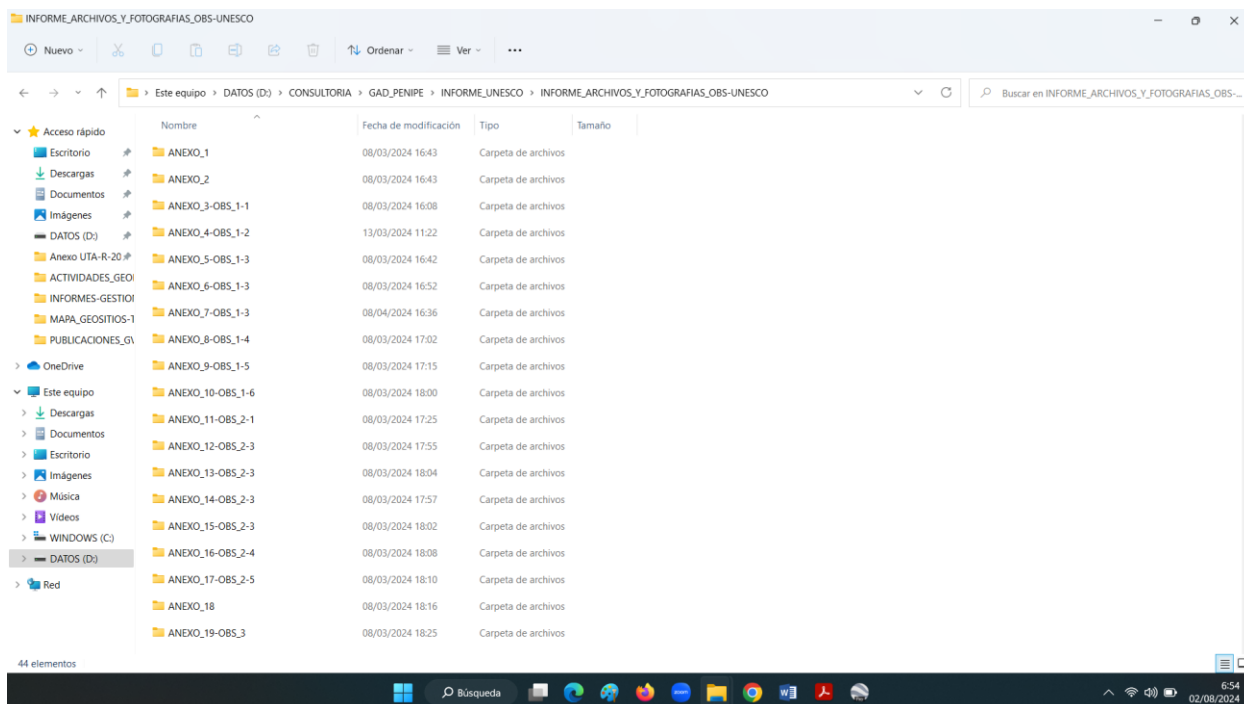 INFORME_ARCHIVOS_Y_FOTOGRAFIAS_OBS-UNESCO
Nuevo Ordenar Ver
Este equipo > DATOS (D:) > CONSULTORIA > GAD_PENIPE > INFORME_UNESCO > INFORME_ARCHIVOS_Y_FOTOGRAFIAS_OBS-UNESCO
Buscar en INFORME_ARCHIVOS_Y_FOTOGRAFIAS_OBS-...
Acceso rápido
Escritorio
Descargas
Documentos
Imágenes
DATOS (D:)
Anexo UTA-R-20
ACTIVIDADES_GEO
INFORMES-GESTIO
MAPA_GEOSITIOS-T
PUBLICACIONES_GV
OneDrive
Este equipo
Descargas
Documentos
Escritorio
Imágenes
Música
Vídeos
WINDOWS (C:)
DATOS (D:)
Red
Nombre Fecha de modificación Tipo Tamaño
ANEXO_1 08/03/2024 16:43 Carpeta de archivos
ANEXO_2 08/03/2024 16:43 Carpeta de archivos
ANEXO_3-OBS_1-1 08/03/2024 16:08 Carpeta de archivos
ANEXO_4-OBS_1-2 13/03/2024 11:22 Carpeta de archivos
ANEXO_5-OBS_1-3 08/03/2024 16:42 Carpeta de archivos
ANEXO_6-OBS_1-3 08/03/2024 16:52 Carpeta de archivos
ANEXO_7-OBS_1-3 08/04/2024 16:36 Carpeta de archivos
ANEXO_8-OBS_1-4 08/03/2024 17:02 Carpeta de archivos
ANEXO_9-OBS_1-5 08/03/2024 17:15 Carpeta de archivos
ANEXO_10-OBS_1-6 08/03/2024 18:00 Carpeta de archivos
ANEXO_11-OBS_2-1 08/03/2024 17:25 Carpeta de archivos
ANEXO_12-OBS_2-3 08/03/2024 17:55 Carpeta de archivos
ANEXO_13-OBS_2-3 08/03/2024 18:04 Carpeta de archivos
ANEXO_14-OBS_2-3 08/03/2024 17:57 Carpeta de archivos
ANEXO_15-OBS_2-3 08/03/2024 18:02 Carpeta de archivos
ANEXO_16-OBS_2-4 08/03/2024 18:08 Carpeta de archivos
ANEXO_17-OBS_2-5 08/03/2024 18:10 Carpeta de archivos
ANEXO_18 08/03/2024 18:16 Carpeta de archivos
ANEXO_19-OBS_3 08/03/2024 18:25 Carpeta de archivos
44 elementos
Búsqueda
zoom
6:54
02/08/2024